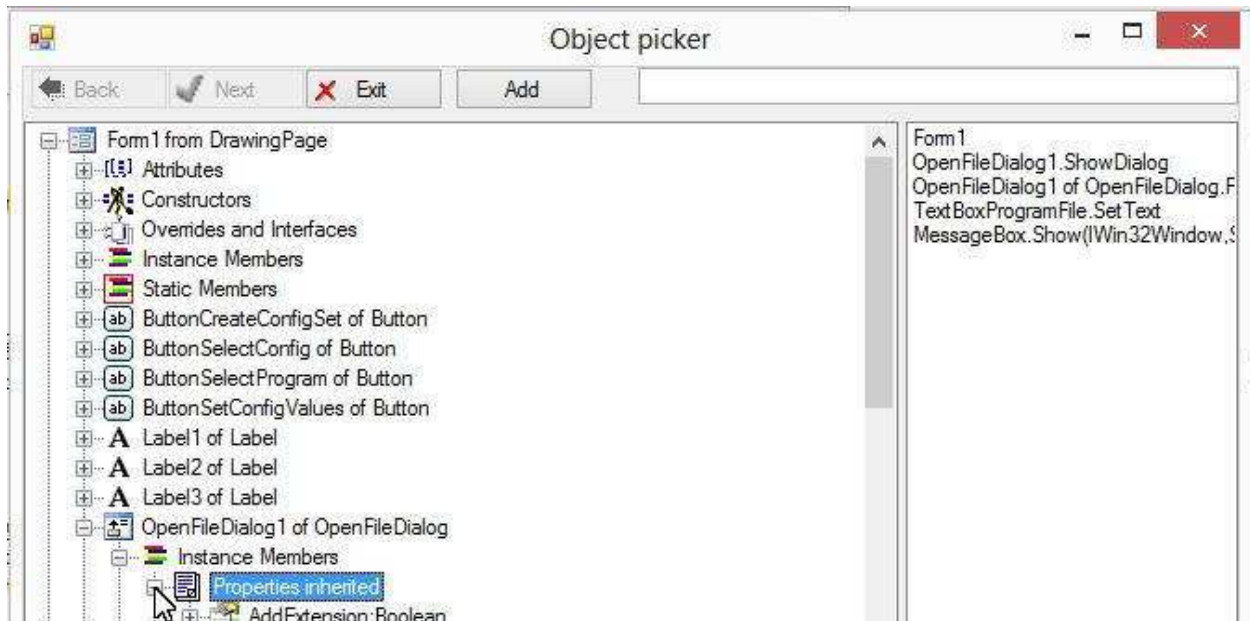 Object picker
Back Next Exit Add
Form1 from DrawingPage
Attributes
Constructors
Overrides and Interfaces
Instance Members
Static Members
ButtonCreateConfigSet of Button
ButtonSelectConfig of Button
ButtonSelectProgram of Button
ButtonSetConfigValues of Button
A Label1 of Label
A Label2 of Label
A Label3 of Label
OpenFileDialog1 of OpenFileDialog
Instance Members
Properties inherited
AddExtension:Boolean
Form1
OpenFileDialog1.ShowDialog
OpenFileDialog1 of OpenFileDialog.F
TextBoxProgramFile.SetText
MessageBox.Show(IWin32Window,S